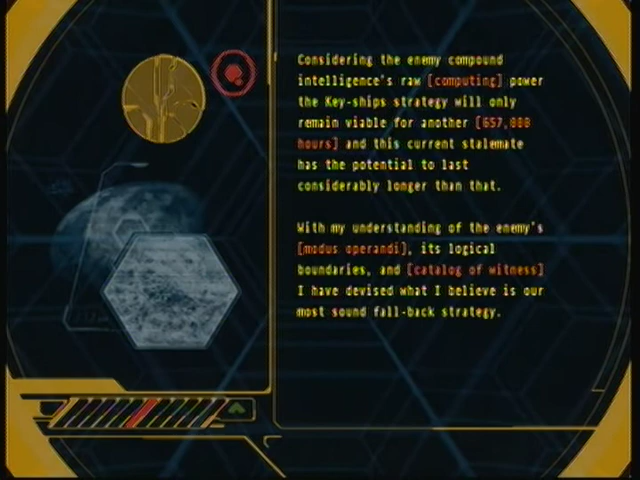 Considering the enemy compound
intelligence's raw [computing] power
the Key-ships strategy will only
remain viable for another [657,000
hours] and this current stalemate
has the potential to last
considerably longer than that.
With my understanding of the enemy's
[modus operandi], its logical
boundaries, and [catalog of witness]
I have devised what I believe is our
most sound fall-back strategy.